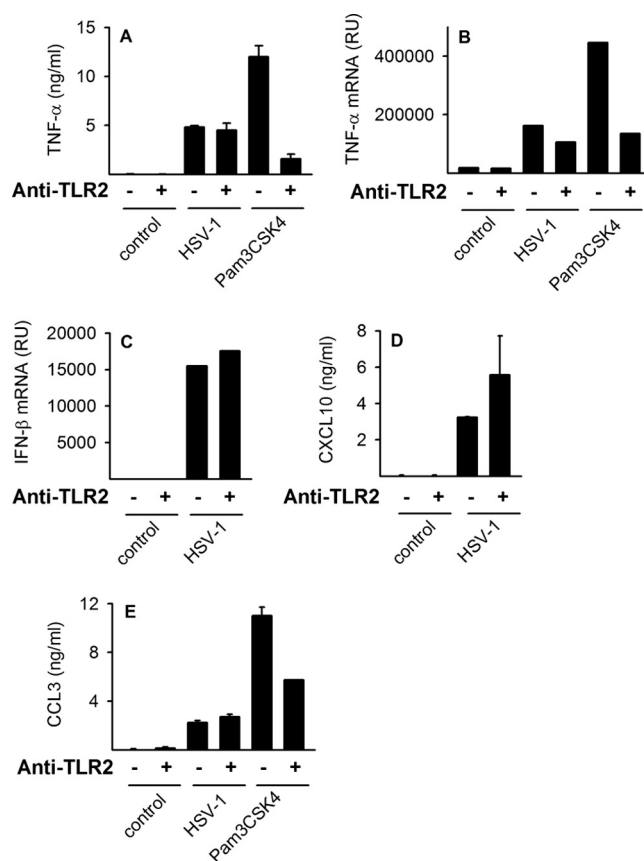 A
TNF-α (ng/ml)
15
10
5
0
Anti-TLR2 - + - + - +
control HSV-1 Pam3CSK4
B
TNF-α mRNA (RU)
400000
200000
Anti-TLR2 - + - + - +
control HSV-1 Pam3CSK4
C
IFN-β mRNA (RU)
20000
15000
10000
5000
Anti-TLR2 - + - +
control HSV-1
D
CXCL10 (ng/ml)
8
6
4
2
Anti-TLR2 - + - +
control HSV-1
E
CCL3 (ng/ml)
12
8
4
Anti-TLR2 - + - + - +
control HSV-1 Pam3CSK4